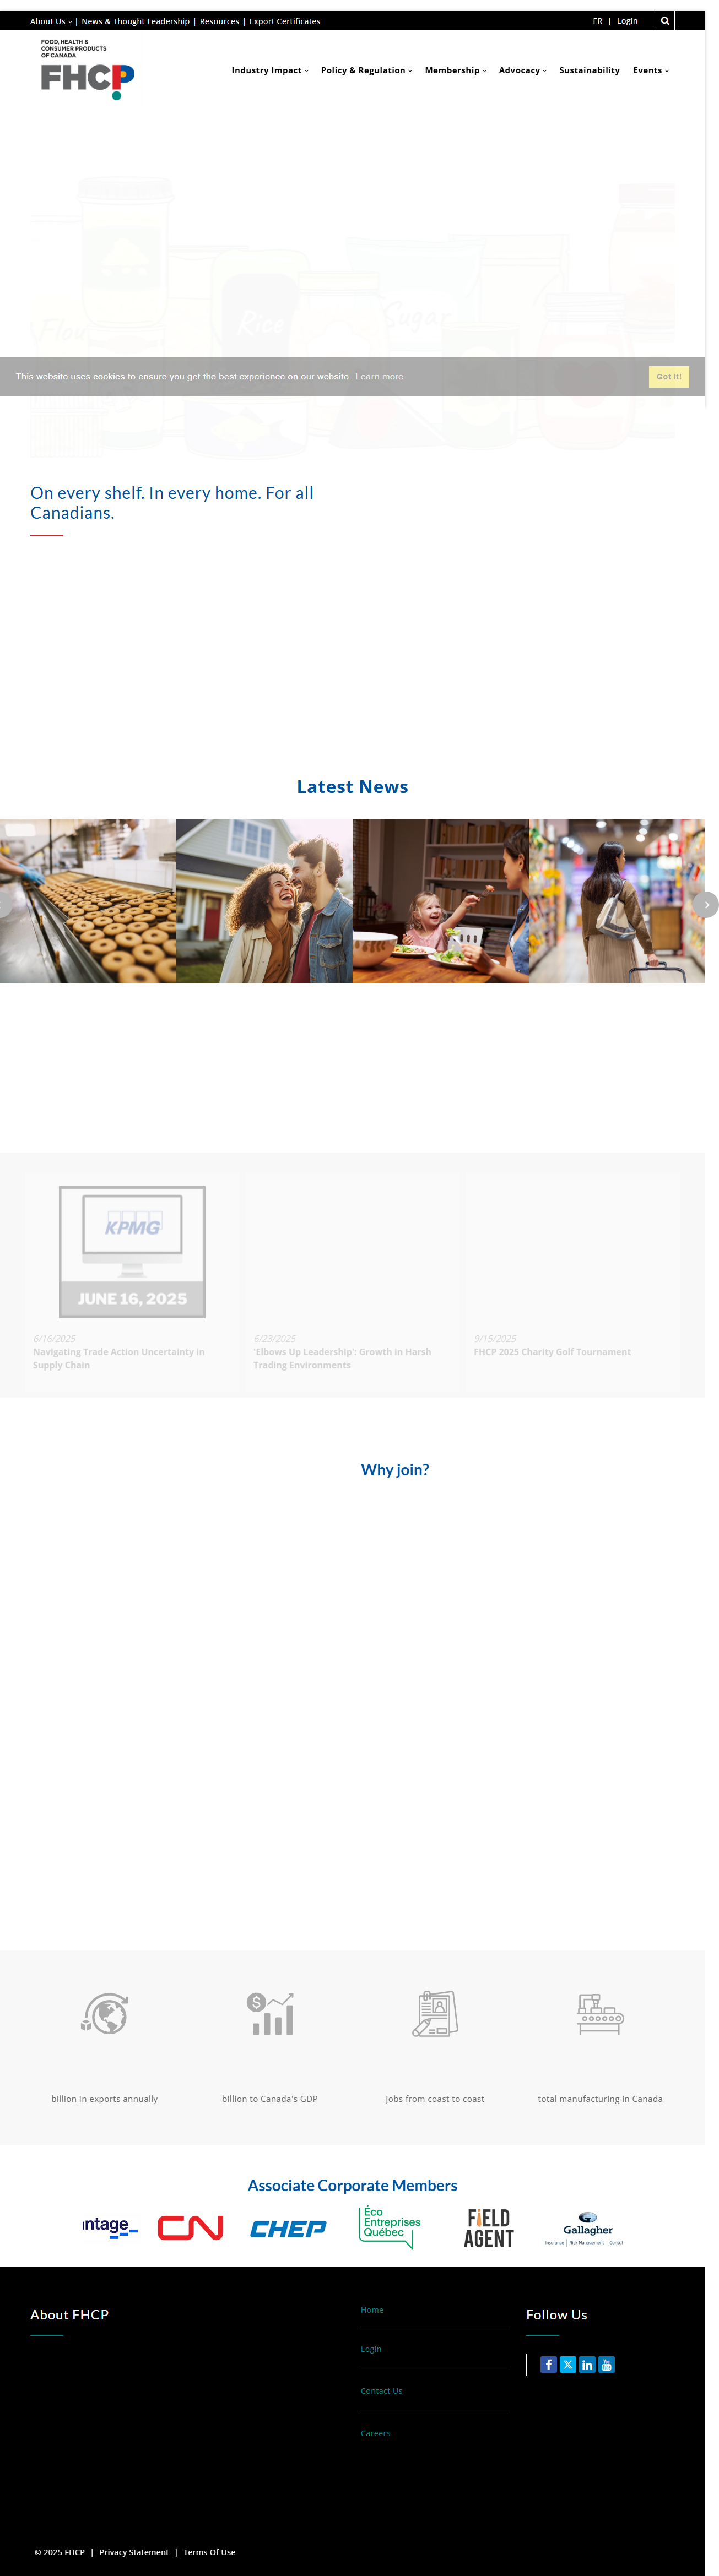 About Us | News & Thought Leadership | Resources | Export Certificates
FR | Login
FOOD, HEALTH &
CONSUMER PRODUCTS
OF CANADA
FHCP
Industry Impact Policy & Regulation Membership Advocacy Sustainability Events
Flour
Rice
Sugar
This website uses cookies to ensure you get the best experience on our website. Learn more
Got it!
On every shelf. In every home. For all
Canadians.
Latest News
KPMG
JUNE 16, 2025
6/16/2025
Navigating Trade Action Uncertainty in
Supply Chain
6/23/2025
'Elbows Up Leadership': Growth in Harsh
Trading Environments
9/15/2025
FHCP 2025 Charity Golf Tournament
Why join?
billion in exports annually
billion to Canada's GDP
jobs from coast to coast
total manufacturing in Canada
Associate Corporate Members
ntage
CN
CHEP
Éco
Entreprises
Québec
FiELD
AGENT
Gallagher
Insurance | Risk Management | Consul
About FHCP
Home
Login
Contact Us
Careers
Follow Us
© 2025 FHCP | Privacy Statement | Terms Of Use